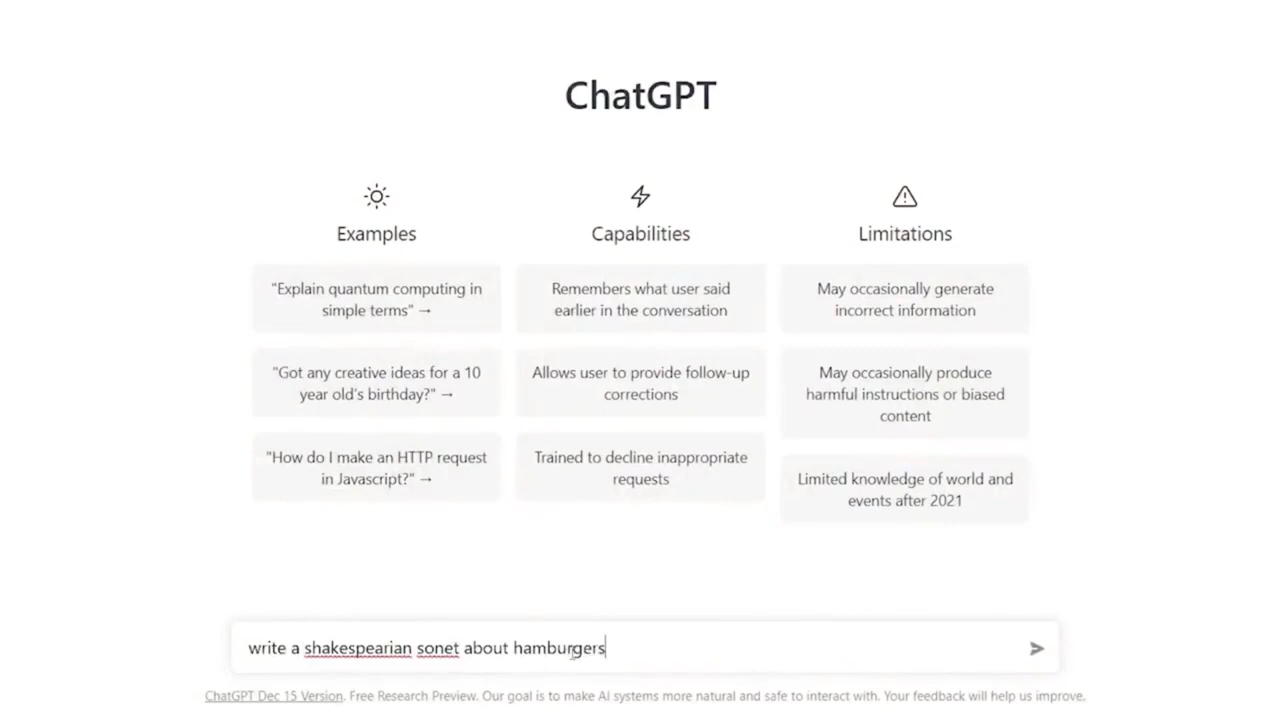 ChatGPT
Examples
"Explain quantum computing in
simple terms" →
"Got any creative ideas for a 10
year old's birthday?" →
"How do I make an HTTP request
in Javascript?" →
Capabilities
Remembers what user said
earlier in the conversation
Allows user to provide follow-up
corrections
Trained to decline inappropriate
requests
Limitations
May occasionally generate
incorrect information
May occasionally produce
harmful instructions or biased
content
Limited knowledge of world and
events after 2021
write a shakespearian sonet about hamburgers
ChatGPT Dec 15 Version. Free Research Preview. Our goal is to make AI systems more natural and safe to interact with. Your feedback will help us improve.